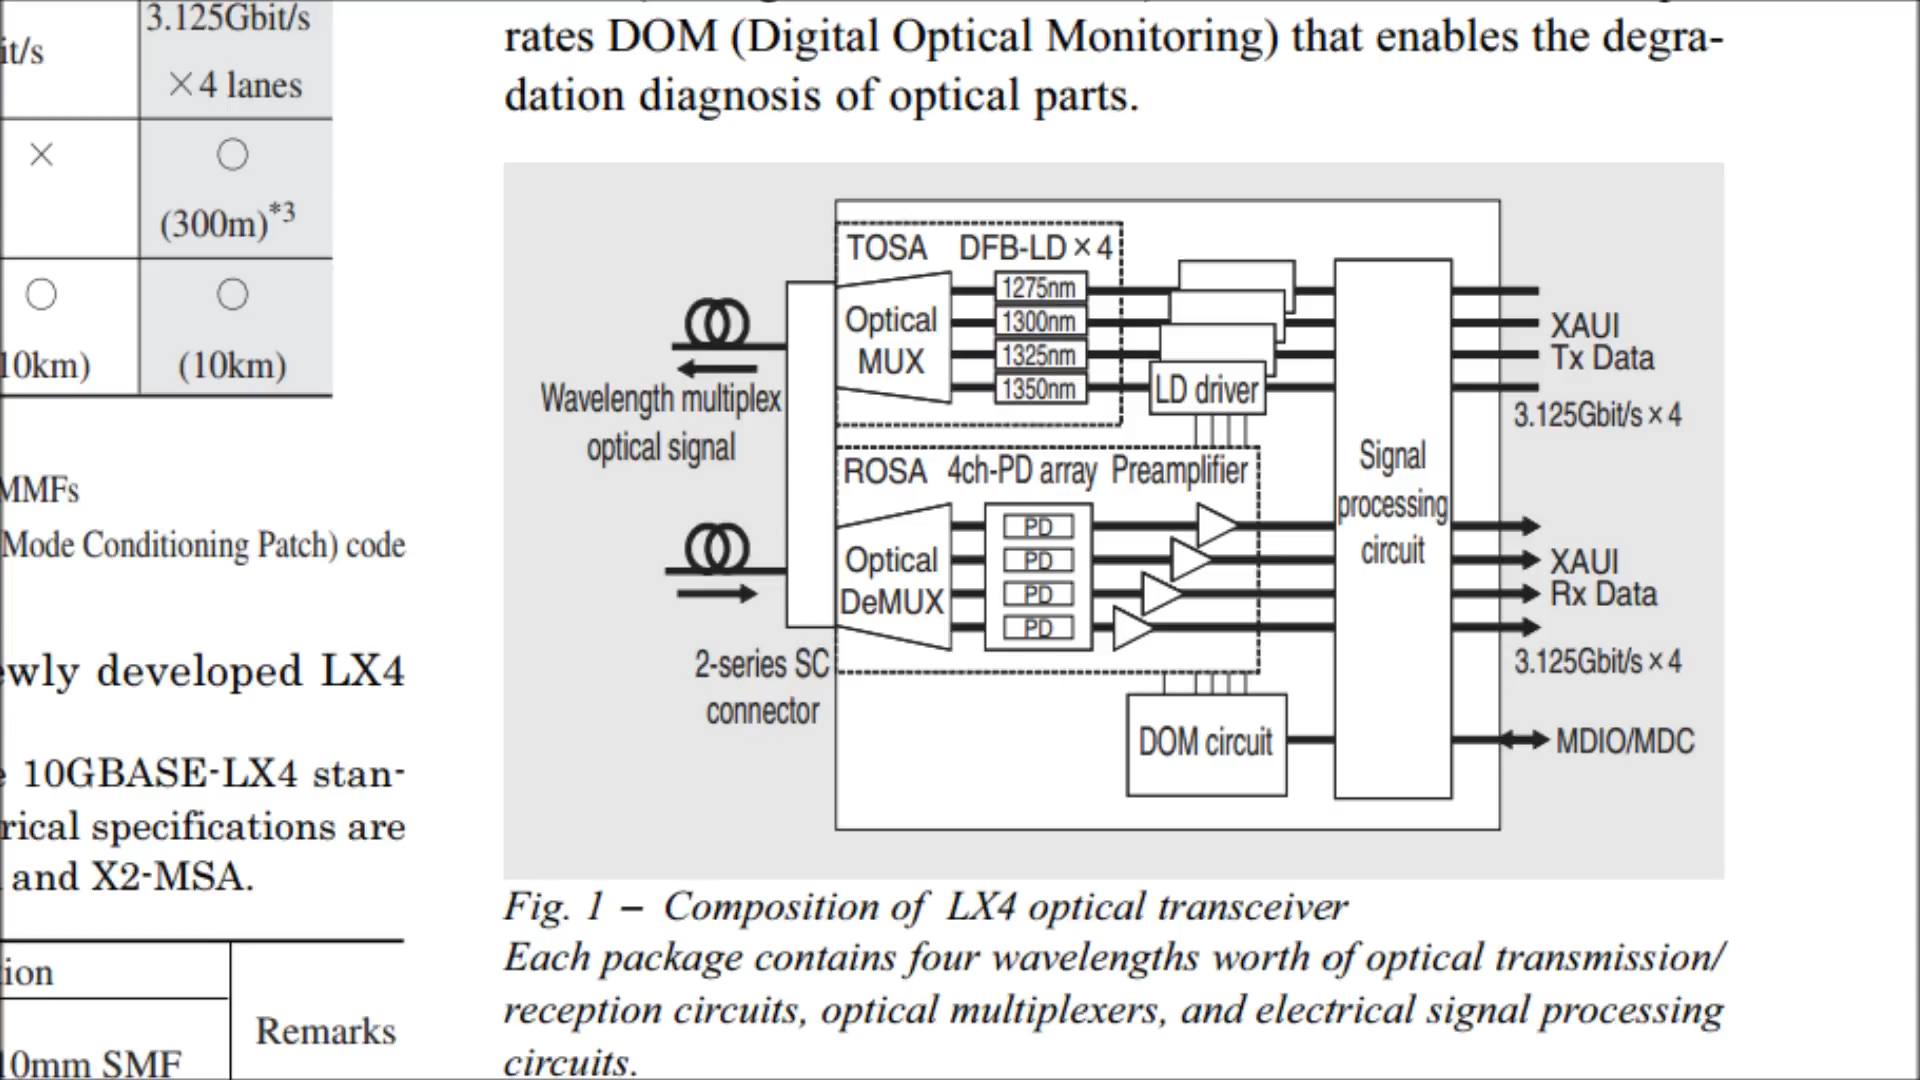 3.125Gbit/s
it/s
×4 lanes
×
○
(300m)*3
○
○
10km)
(10km)
MMFs
Mode Conditioning Patch) code
ewly developed LX4
e 10GBASE-LX4 stan-
rical specifications are
and X2-MSA.
ion
Remarks
0mm SMF
rates DOM (Digital Optical Monitoring) that enables the degra-
dation diagnosis of optical parts.
TOSA DFB-LD×4
Optical
MUX
1275nm
1300nm
1325nm
1350nm
LD driver
Wavelength multiplex
optical signal
XAUI
Tx Data
3.125Gbit/s×4
ROSA 4ch-PD array Preamplifier
Optical
DeMUX
PD
PD
PD
PD
Signal
processing
circuit
XAUI
Rx Data
3.125Gbit/s×4
2-series SC
connector
DOM circuit
MDIO/MDC
Fig. 1 – Composition of LX4 optical transceiver
Each package contains four wavelengths worth of optical transmission/
reception circuits, optical multiplexers, and electrical signal processing
circuits.